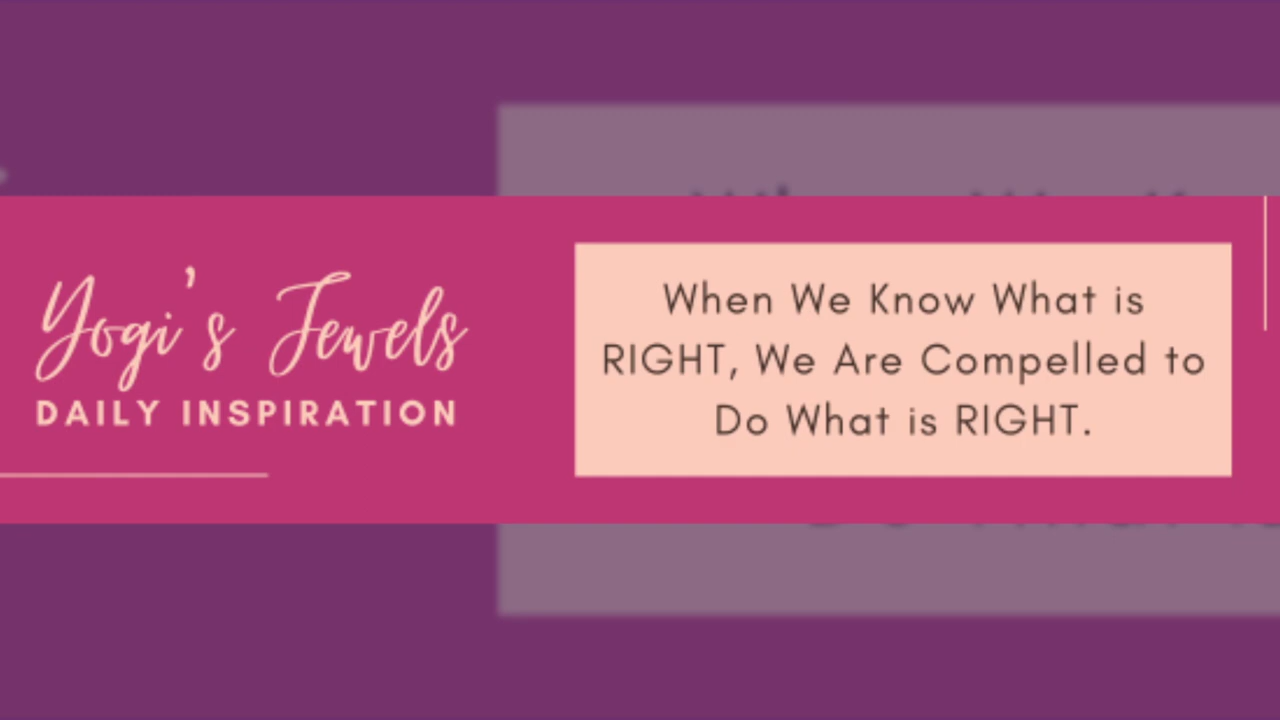 Yogi's Jewels
DAILY INSPIRATION
When We Know What is
RIGHT, We Are Compelled to
Do What is RIGHT.